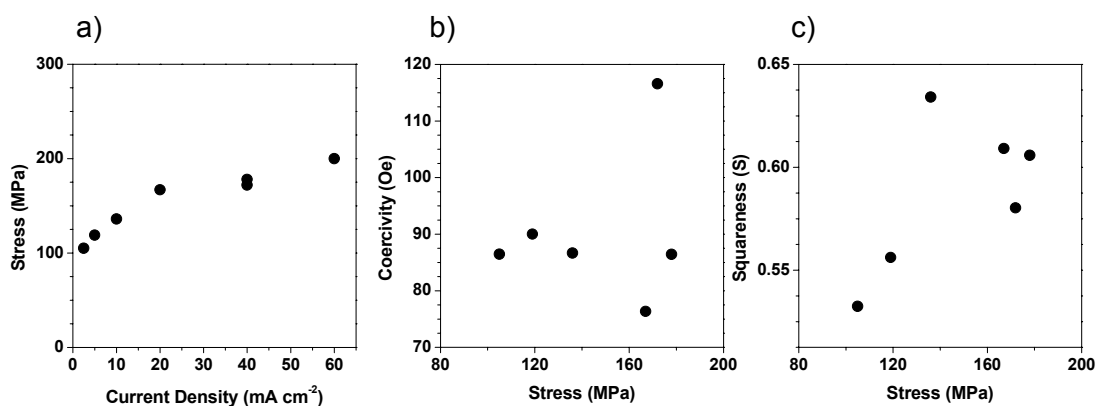 a)
300
200
100
0
Stress (MPa)
0 10 20 30 40 50 60
Current Density (mA cm-2)
b)
120
110
100
90
80
70
Coercivity (Oe)
80 120 160 200
Stress (MPa)
c)
0.65
0.60
0.55
Squareness (S)
80 120 160 200
Stress (MPa)